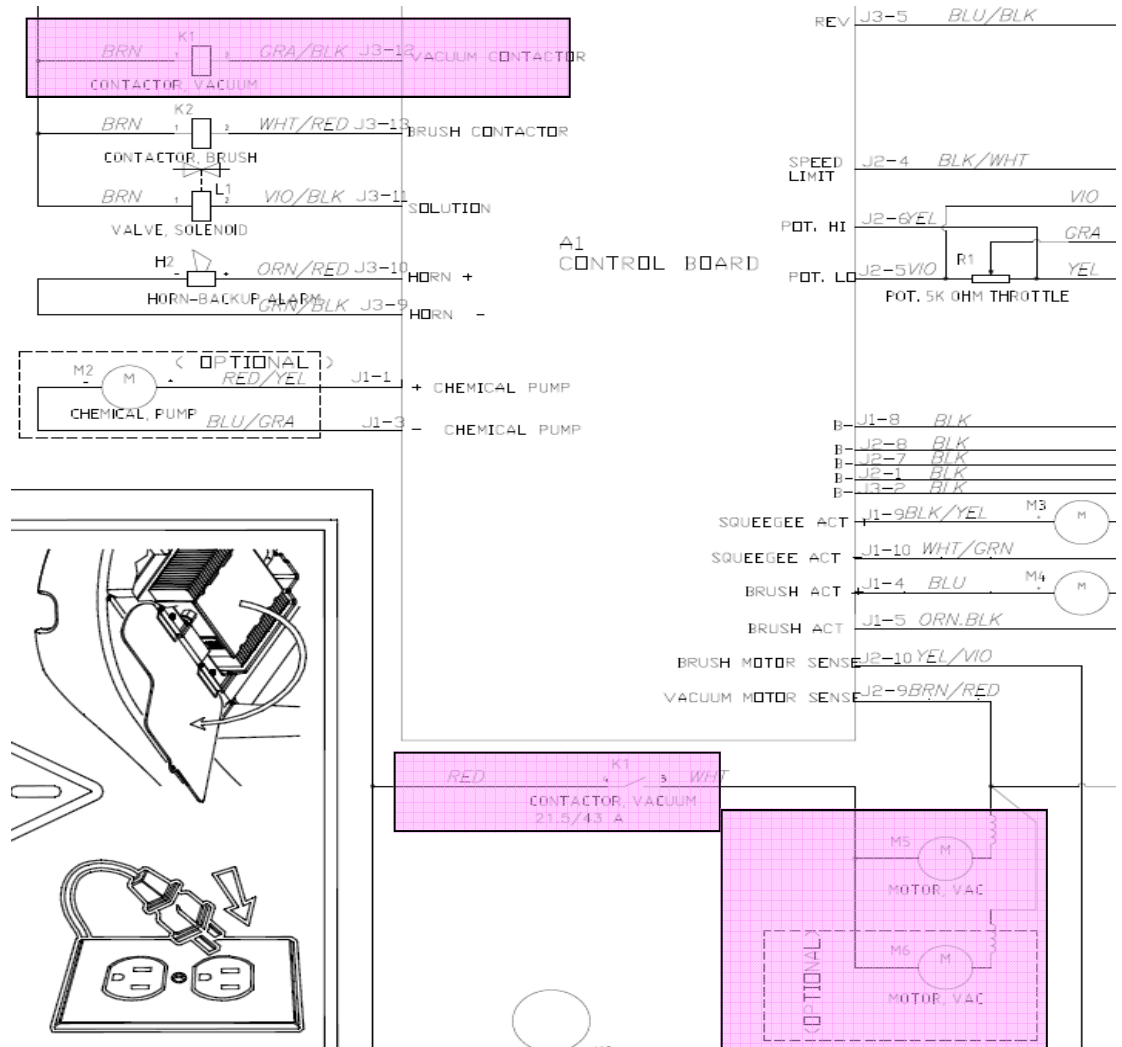 REV J3-5 BLU/BLK
K1
BRN 1 2 GRA/BLK J3-12 VACUUM CONTACTOR
CONTACTOR, VACUUM
K2
BRN 1 2 WHT/RED J3-13 BRUSH CONTACTOR
CONTACTOR, BRUSH
SPEED LIMIT J2-4 BLK/WHT
L1
BRN 1 2 VIO/BLK J3-11 SOLUTION
VALVE, SOLENOID
VIO
POT. HI J2-6 YEL
GRA
A1
CONTROL BOARD
H2 - + ORN/RED J3-10 HORN +
R1
POT. LO J2-5 VIO YEL
POT. 5K OHM THROTTLE
HORN-BACKUP ALARM
GRN/BLK J3-9 HORN -
(OPTIONAL)
M2 - M + RED/YEL J1-1 + CHEMICAL PUMP
CHEMICAL, PUMP
BLU/GRA J1-3 - CHEMICAL PUMP
B- J1-8 BLK
B- J2-8 BLK
B- J2-7 BLK
B- J2-1 BLK
B- J3-2 BLK
SQUEEGEE ACT + J1-9 BLK/YEL M3 M
SQUEEGEE ACT - J1-10 WHT/GRN
BRUSH ACT + J1-4 BLU M4 M
BRUSH ACT J1-5 ORN.BLK
BRUSH MOTOR SENSE J2-10 YEL/VIO
VACUUM MOTOR SENSE J2-9 BRN/RED
K1
RED 4 3 WHT
CONTACTOR, VACUUM
21.5/43 A
M5 M
MOTOR, VAC
(OPTIONAL)
M6 M
MOTOR, VAC